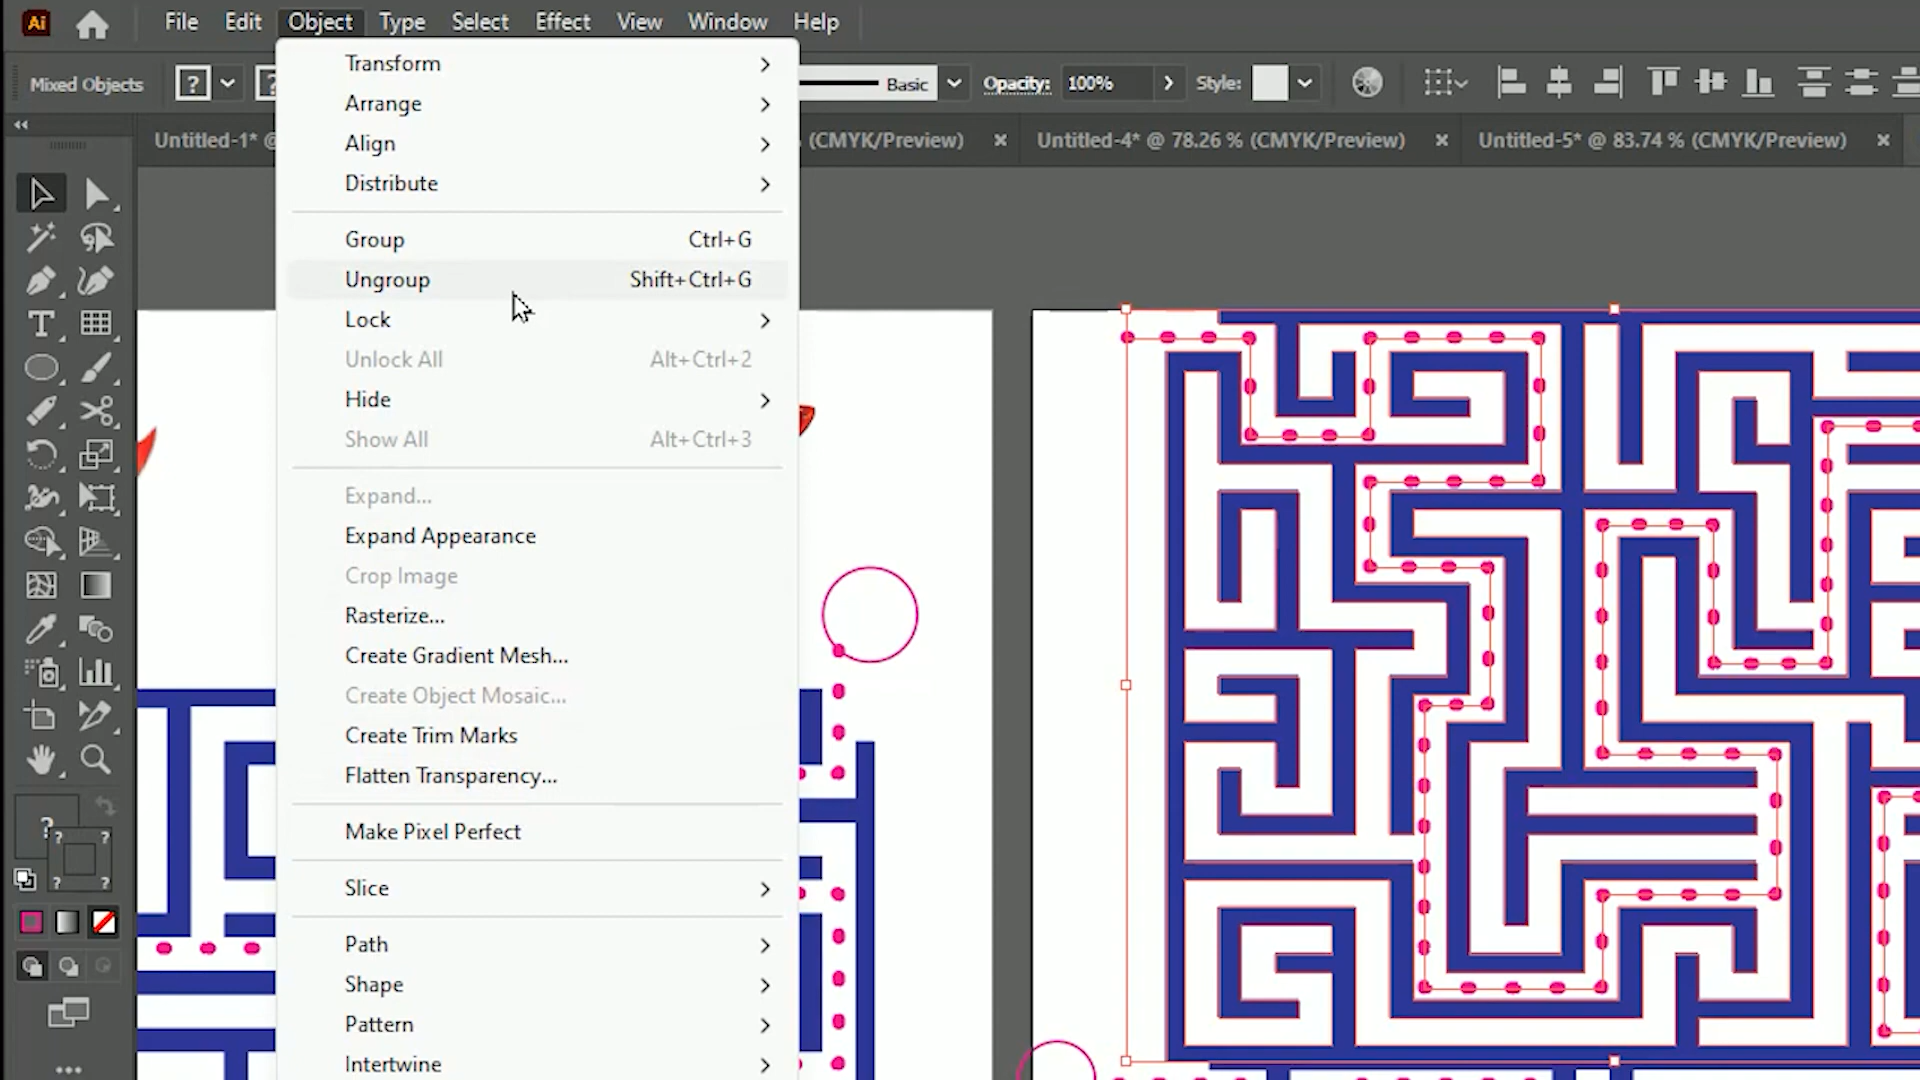 Ai File Edit Object Type Select Effect View Window Help
Mixed Objects ? ? Basic Opacity: 100% Style:
Untitled-1* @ (CMYK/Preview) Untitled-4* @ 78.26 % (CMYK/Preview) Untitled-5* @ 83.74 % (CMYK/Preview)
Transform
Arrange
Align
Distribute
Group Ctrl+G
Ungroup Shift+Ctrl+G
Lock
Unlock All Alt+Ctrl+2
Hide
Show All Alt+Ctrl+3
Expand...
Expand Appearance
Crop Image
Rasterize...
Create Gradient Mesh...
Create Object Mosaic...
Create Trim Marks
Flatten Transparency...
Make Pixel Perfect
Slice
Path
Shape
Pattern
Intertwine